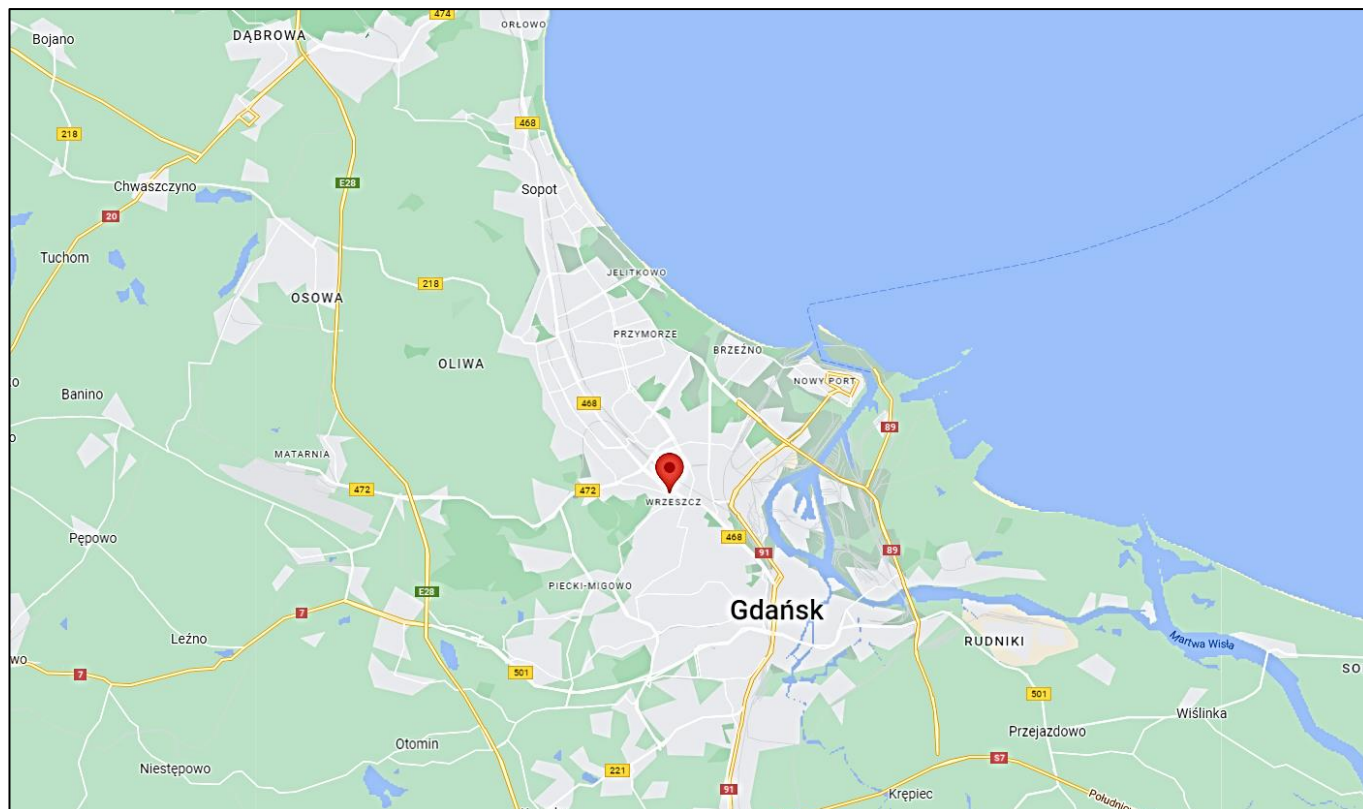 474
ORŁOWO
Bojano
DĄBROWA
468
218
E28
Chwaszczyno
Sopot
20
Tuchom
JELITKOWO
218
OSOWA
PRZYMORZE
BRZEŹNO
OLIWA
NOWY PORT
Banino
468
89
MATARNIA
472
472
WRZESZCZ
Pępowo
468
91
89
PIECKI-MIGOWO
E28
Gdańsk
7
Leźno
RUDNIKI
Martwa Wisła
501
7
501
SO
Wiślinka
Przejazdowo
Otomin
Niestępowo
221
S7
91
Krępiec
Południow